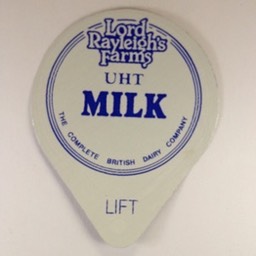 Lord
Rayleigh's
Farms
UHT
MILK
THE COMPLETE BRITISH DAIRY COMPANY
LIFT